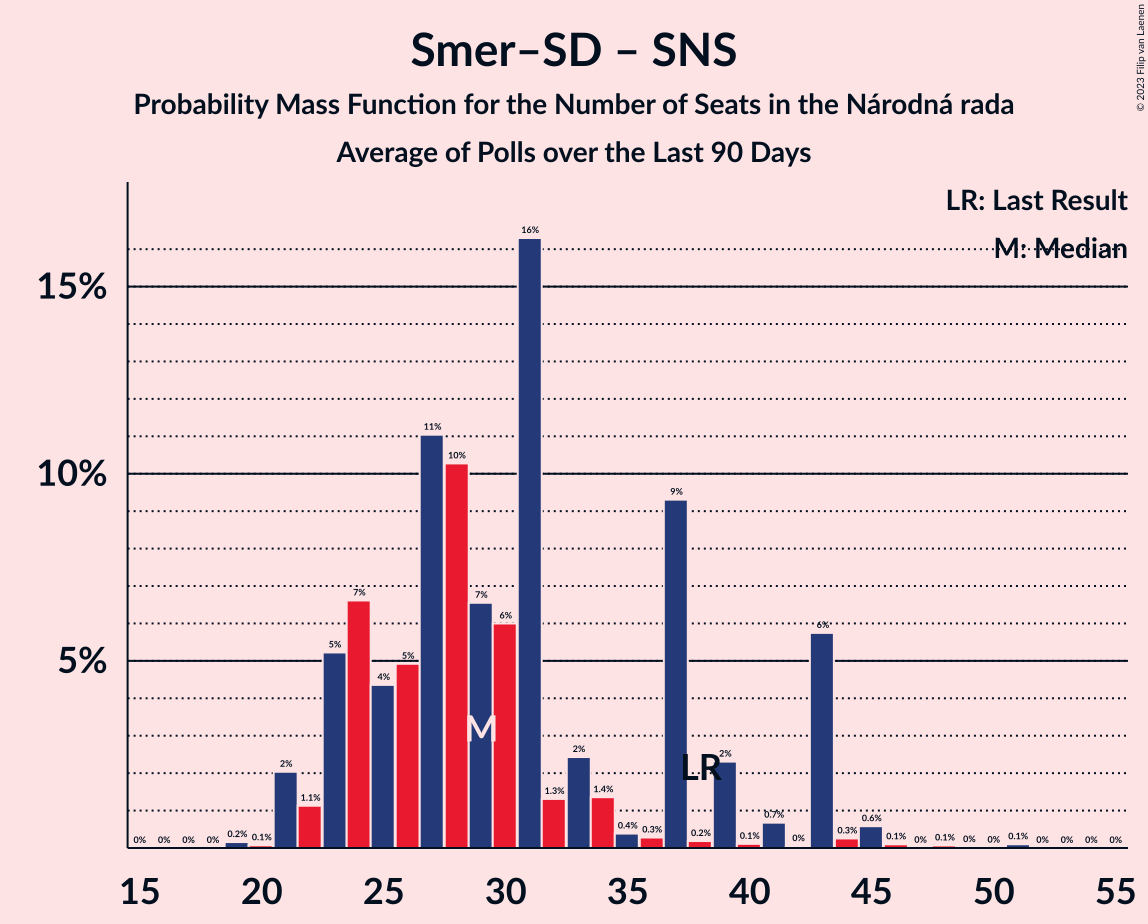 Smer–SD – SNS
Probability Mass Function for the Number of Seats in the Národná rada
Average of Polls over the Last 90 Days
© 2023 Filip van Laenen
LR: Last Result
M: Median
15%
10%
5%
0% 0% 0% 0% 0.2% 0.1% 2% 1.1% 5% 7% 4% 5% 11% 10% 7% 6% 16% 1.3% 2% 1.4% 0.4% 0.3% 9% 0.2% 2% 0.1% 0.7% 0% 6% 0.3% 0.6% 0.1% 0% 0.1% 0% 0% 0.1% 0% 0% 0% 0%
M
LR
15 20 25 30 35 40 45 50 55